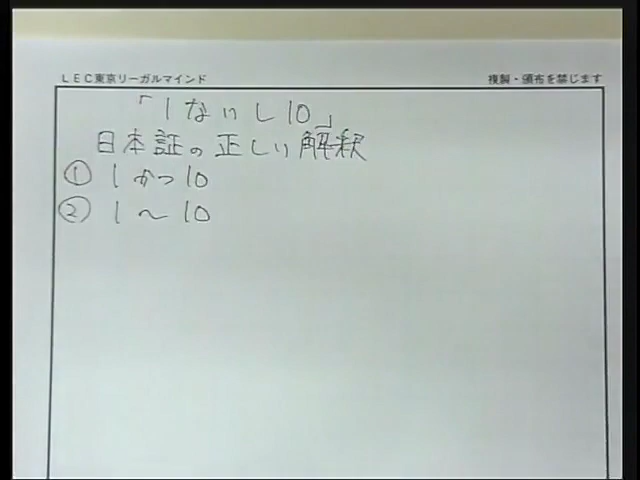 LEC東京リーガルマインド
複製・頒布を禁じます
「1ないし10」
日本証の正しい解釈
① 1かつ10
② 1~10